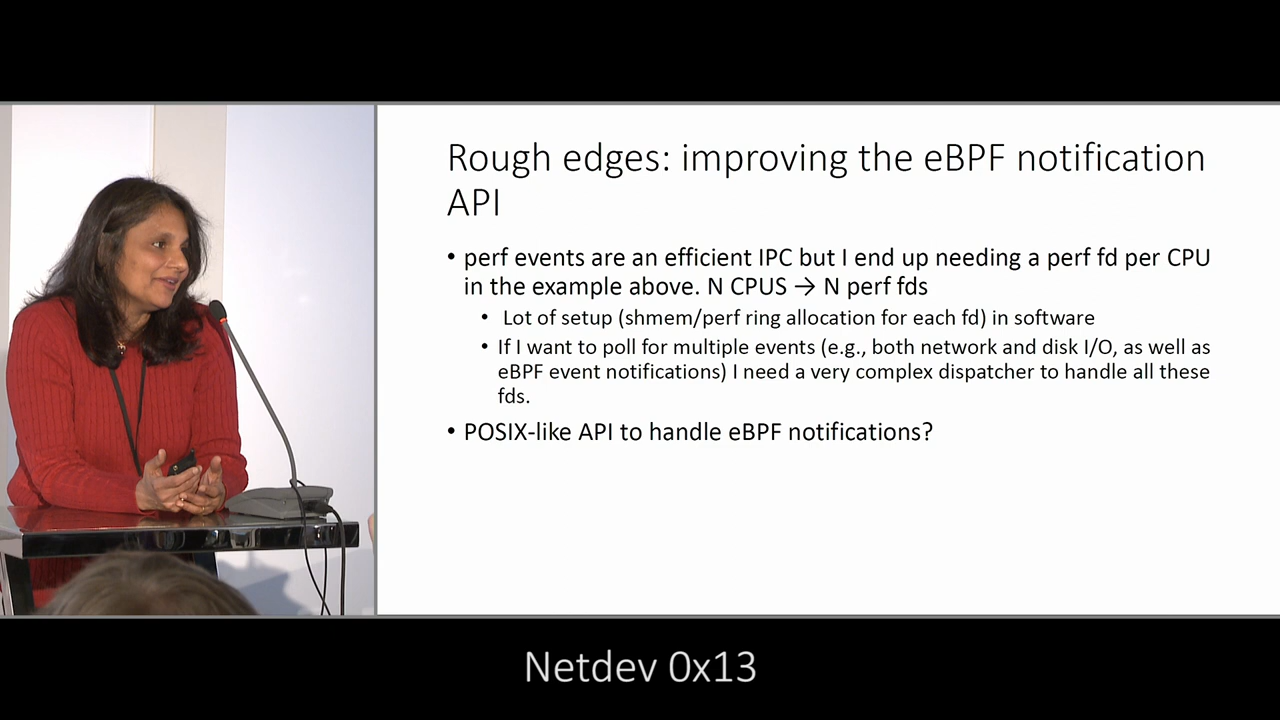 Rough edges: improving the eBPF notification
API
• perf events are an efficient IPC but I end up needing a perf fd per CPU
in the example above. N CPUS → N perf fds
• Lot of setup (shmem/perf ring allocation for each fd) in software
• If I want to poll for multiple events (e.g., both network and disk I/O, as well as
eBPF event notifications) I need a very complex dispatcher to handle all these
fds.
• POSIX-like API to handle eBPF notifications?
Netdev 0x13